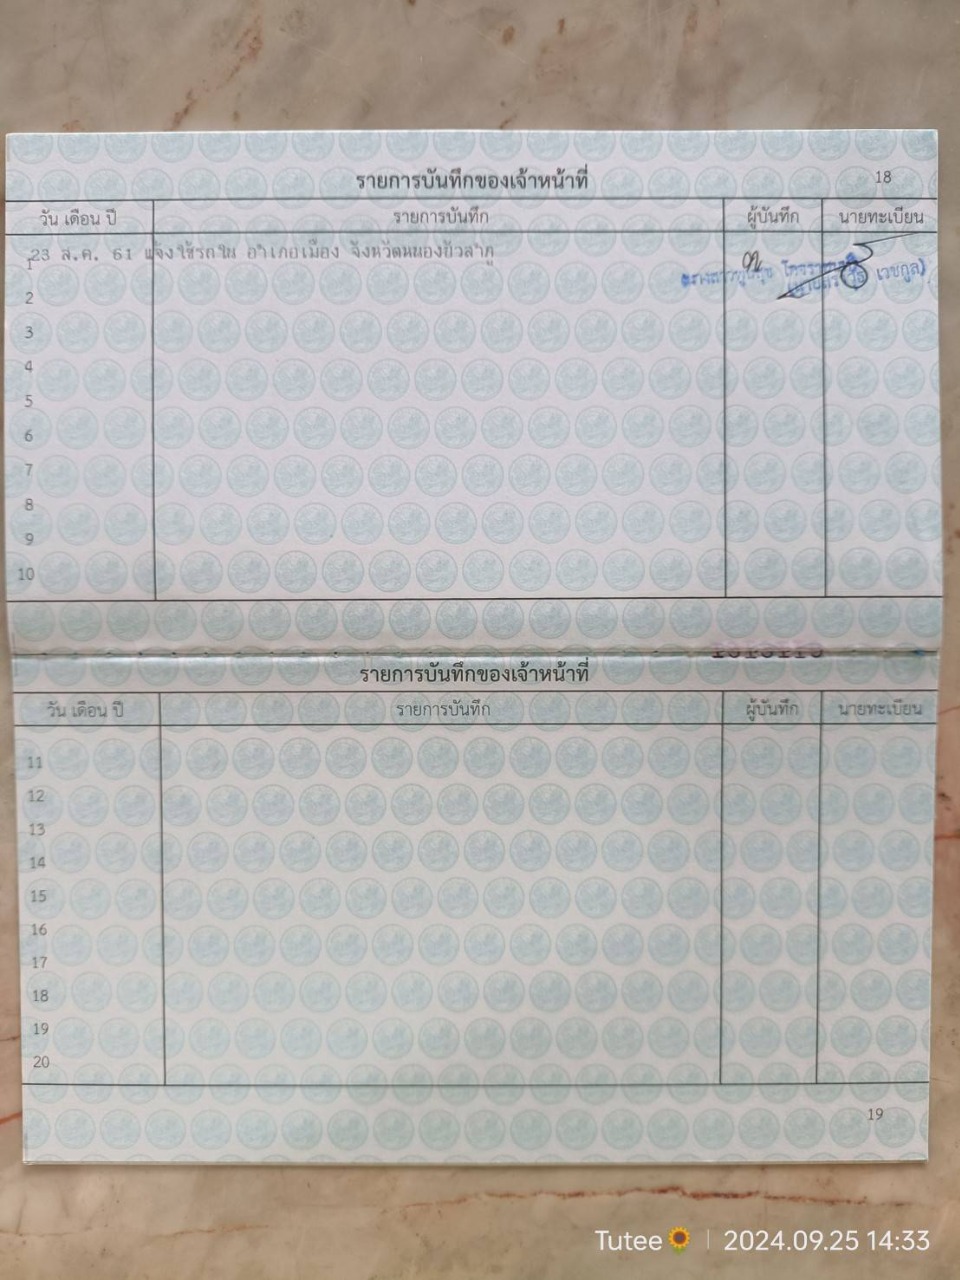 รายการบันทึกของเจ้าหน้าที่ 18
วัน เดือน ปี รายการบันทึก ผู้บันทึก นายทะเบียน
1 23 ส.ค. 61 แจ้งใช้รถใน อำเภอเมือง จังหวัดหนองบัวลำภู
เวชกูล)
2
3
4
5
6
7
8
9
10
รายการบันทึกของเจ้าหน้าที่
วัน เดือน ปี รายการบันทึก ผู้บันทึก นายทะเบียน
11
12
13
14
15
16
17
18
19
20
19
Tutee🌻 | 2024.09.25 14:33